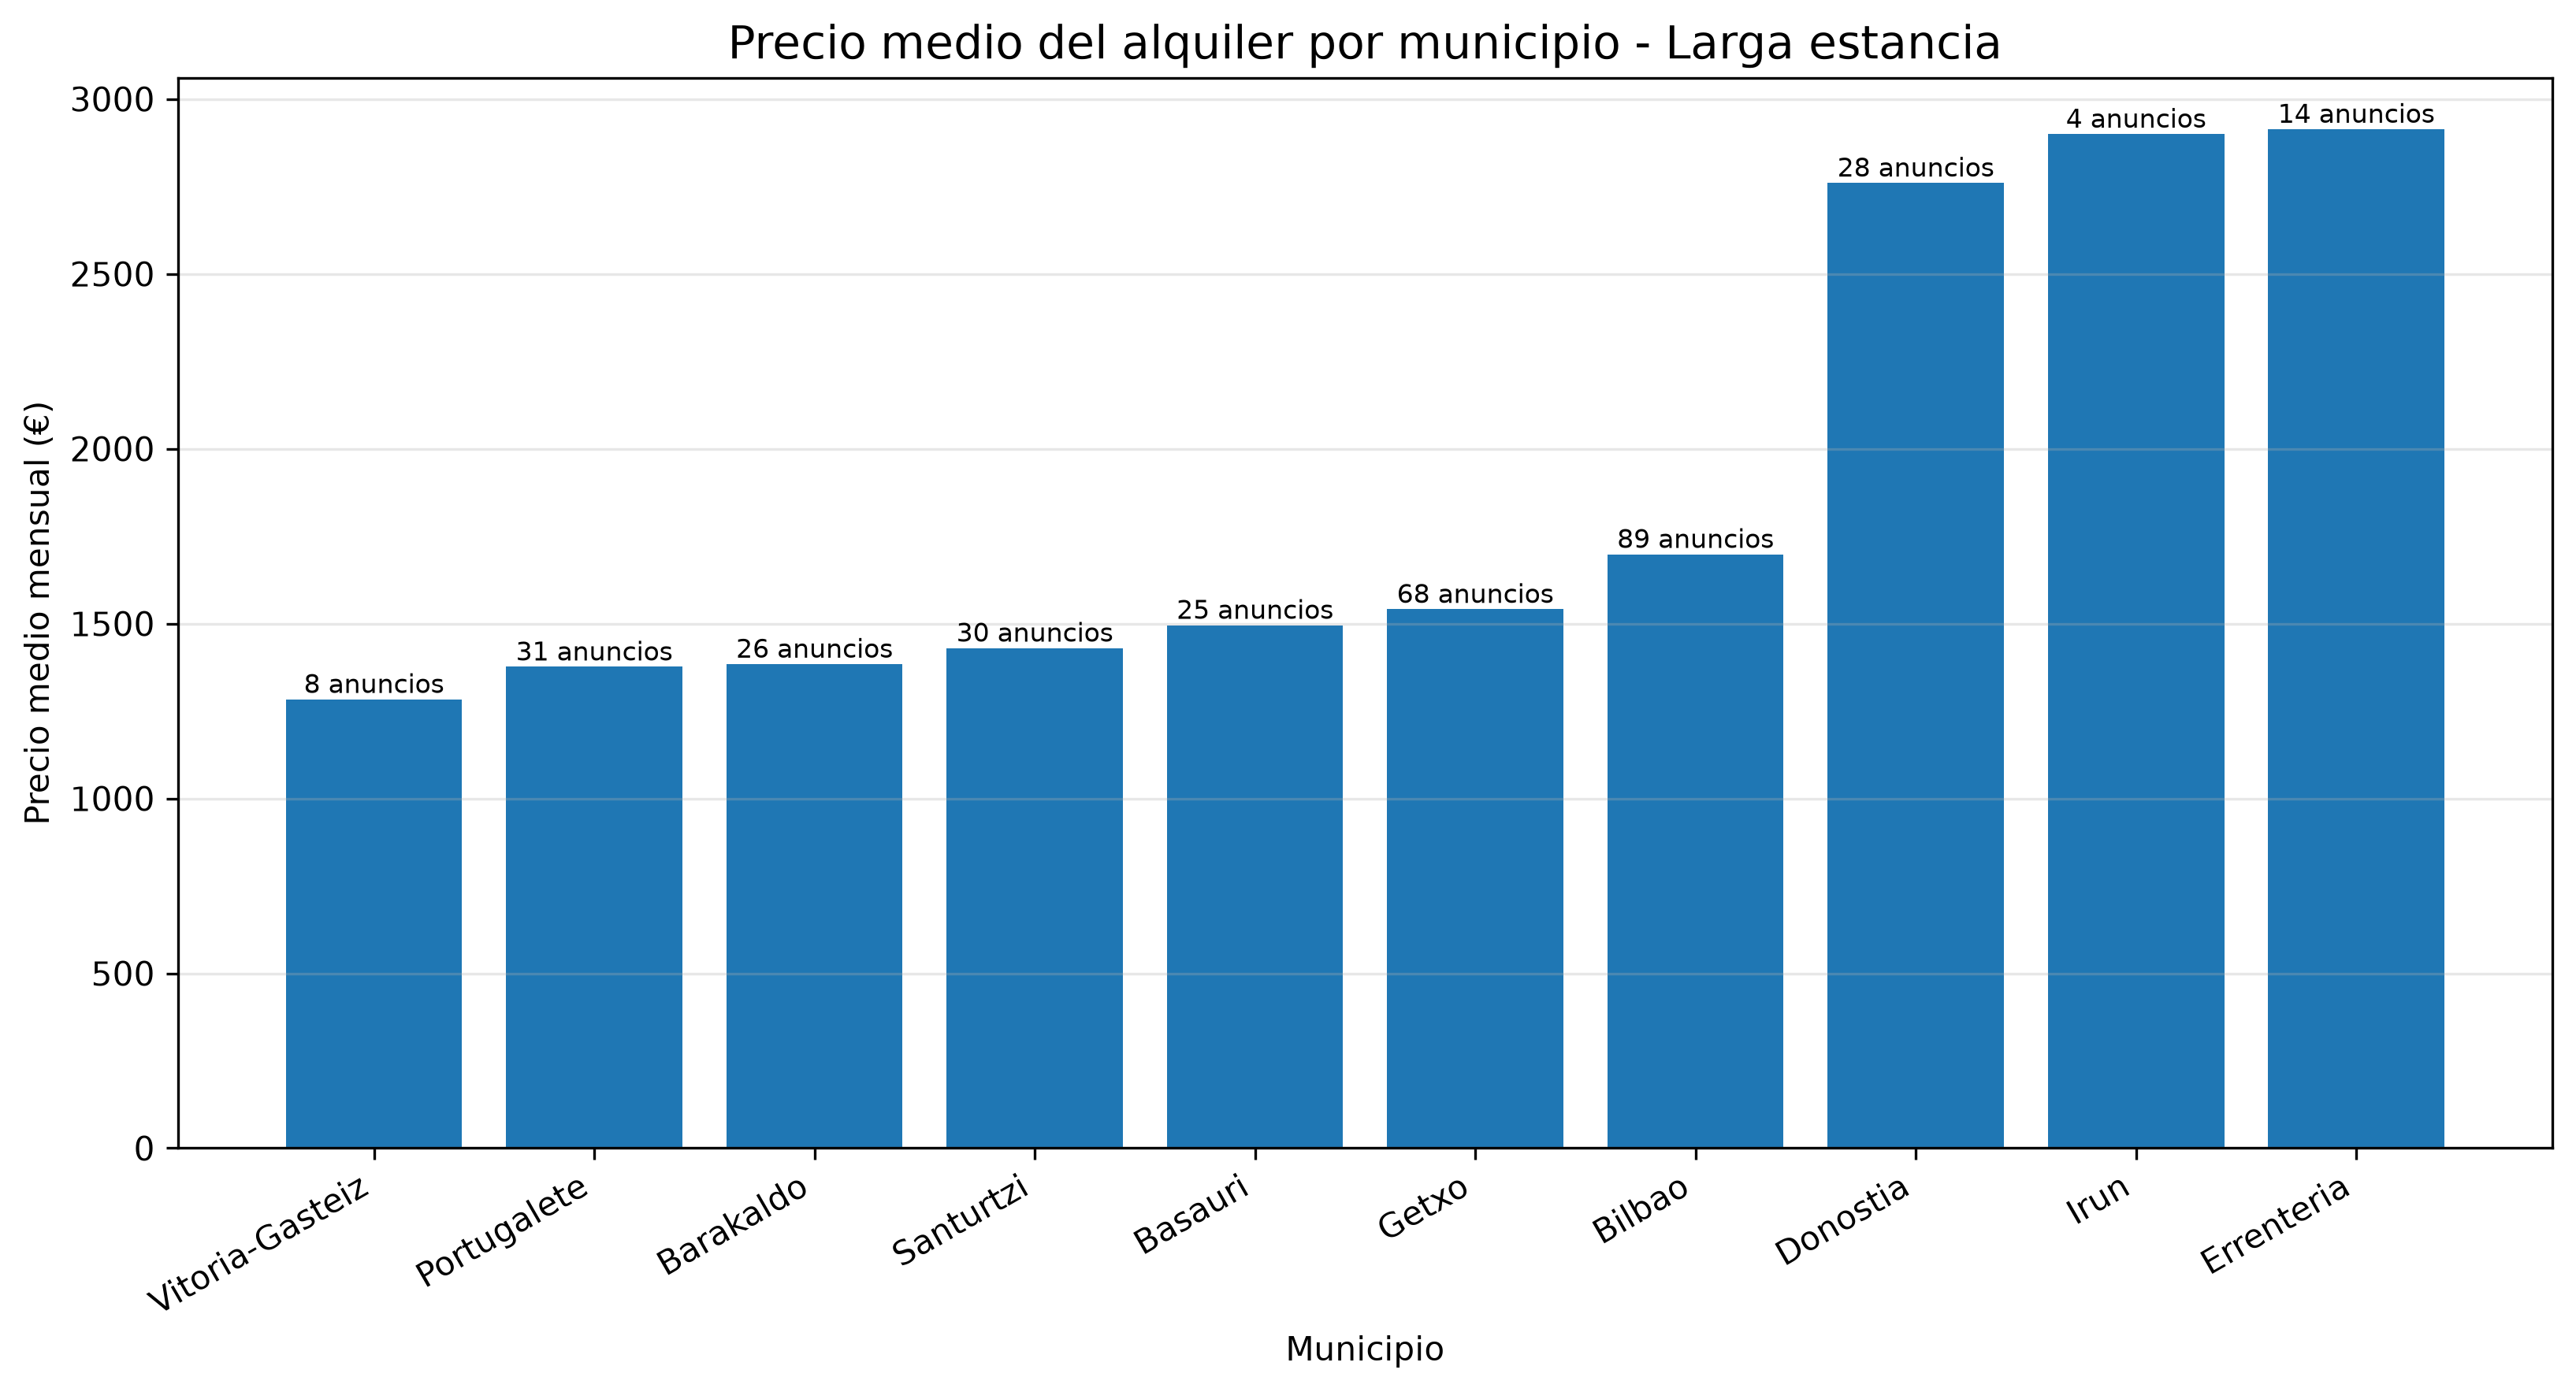 Precio medio del alquiler por municipio - Larga estancia
Precio medio mensual (€)
3000
2500
2000
1500
1000
500
0
8 anuncios
31 anuncios
26 anuncios
30 anuncios
25 anuncios
68 anuncios
89 anuncios
28 anuncios
4 anuncios
14 anuncios
Vitoria-Gasteiz
Portugalete
Barakaldo
Santurtzi
Basauri
Getxo
Bilbao
Donostia
Irun
Errenteria
Municipio